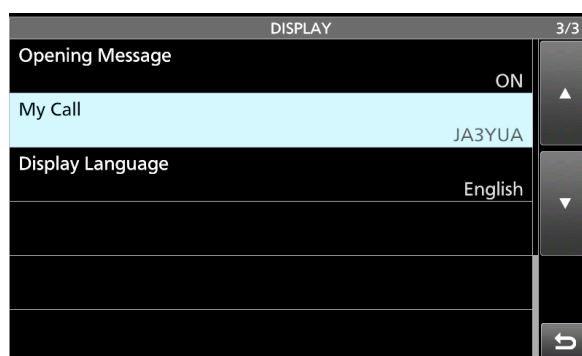 DISPLAY 3/3
Opening Message
ON
My Call
JA3YUA
Display Language
English